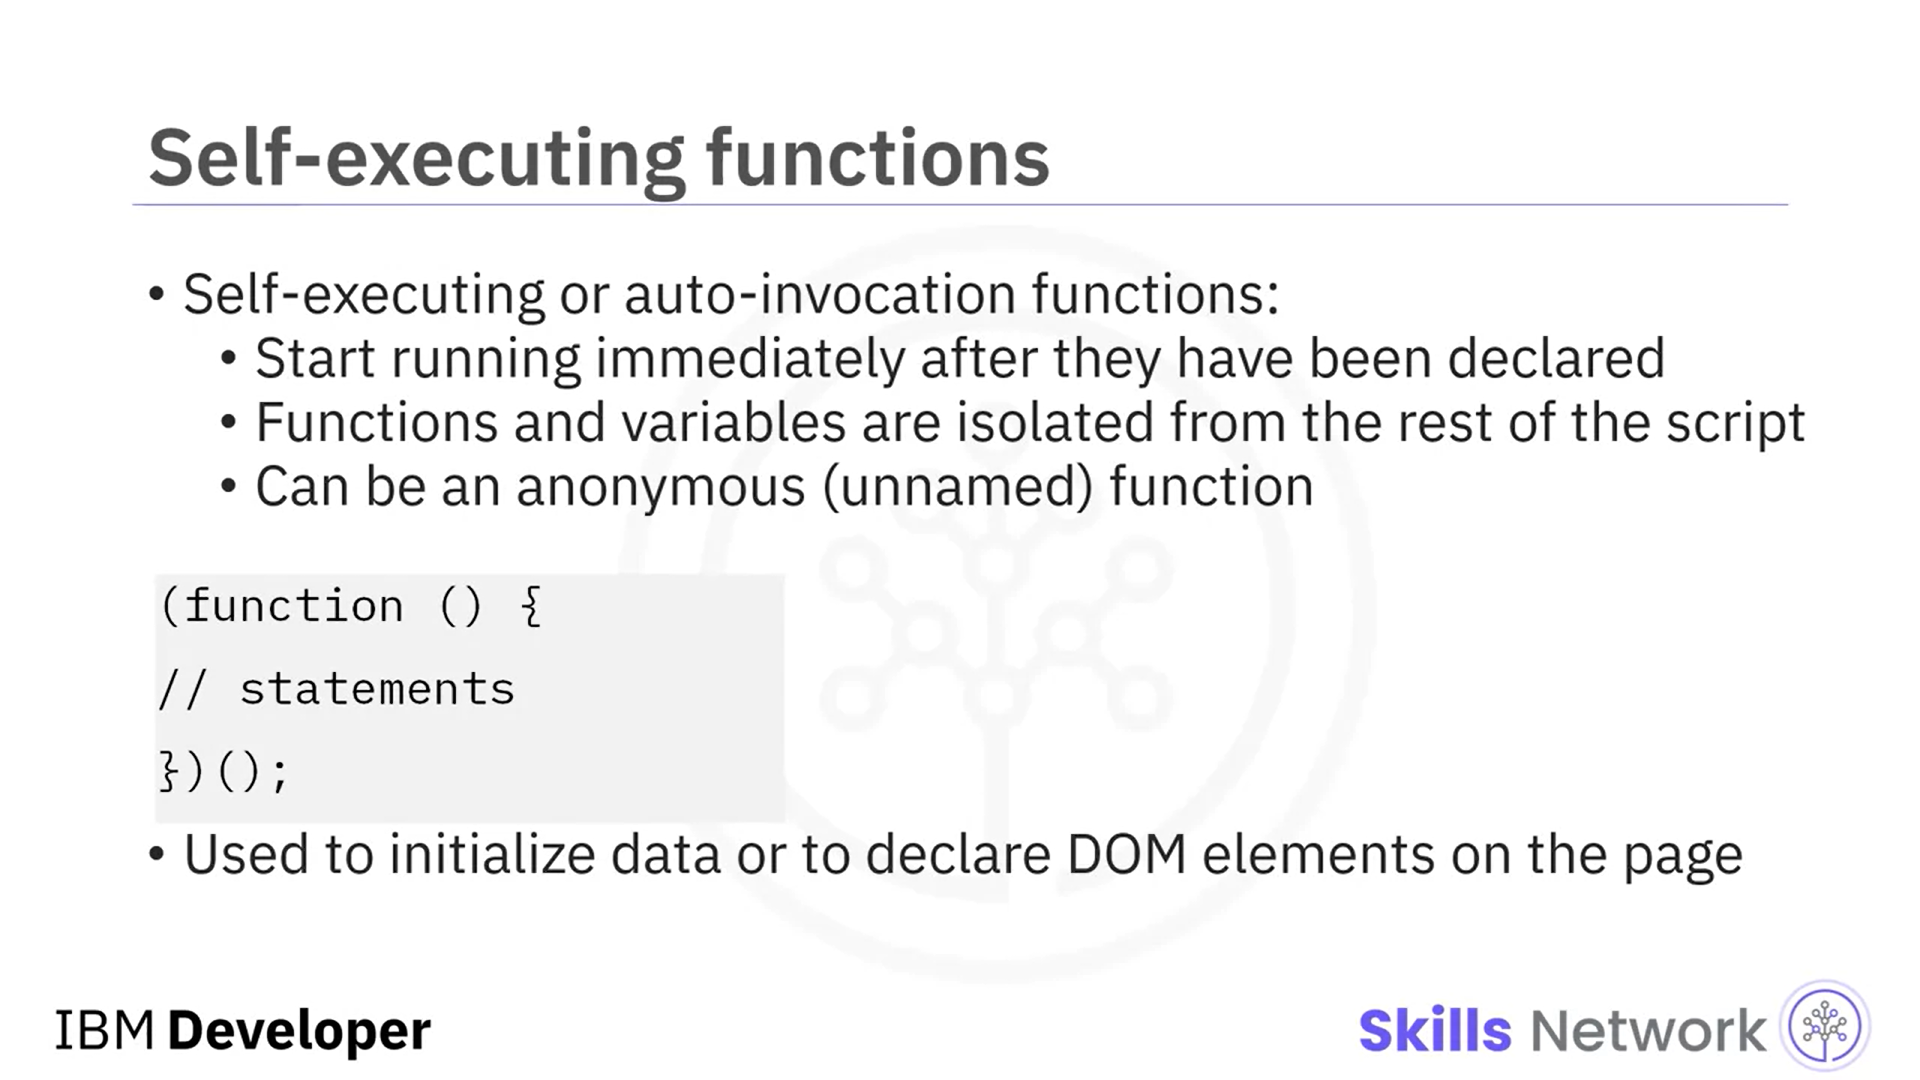 Self-executing functions
• Self-executing or auto-invocation functions:
• Start running immediately after they have been declared
• Functions and variables are isolated from the rest of the script
• Can be an anonymous (unnamed) function
(function () {
// statements
})();
• Used to initialize data or to declare DOM elements on the page
IBM Developer
Skills Network